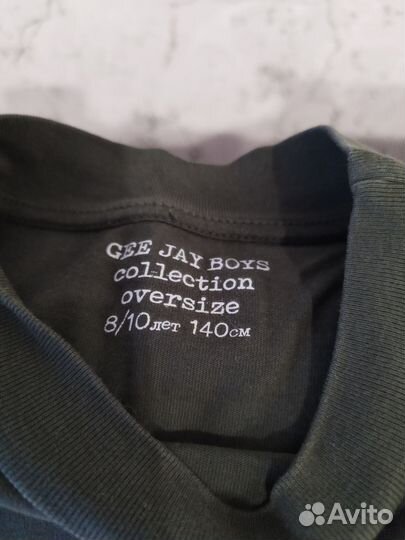 GEE JAY BOYS
collection
oversize
8/10лет 140см
Avito